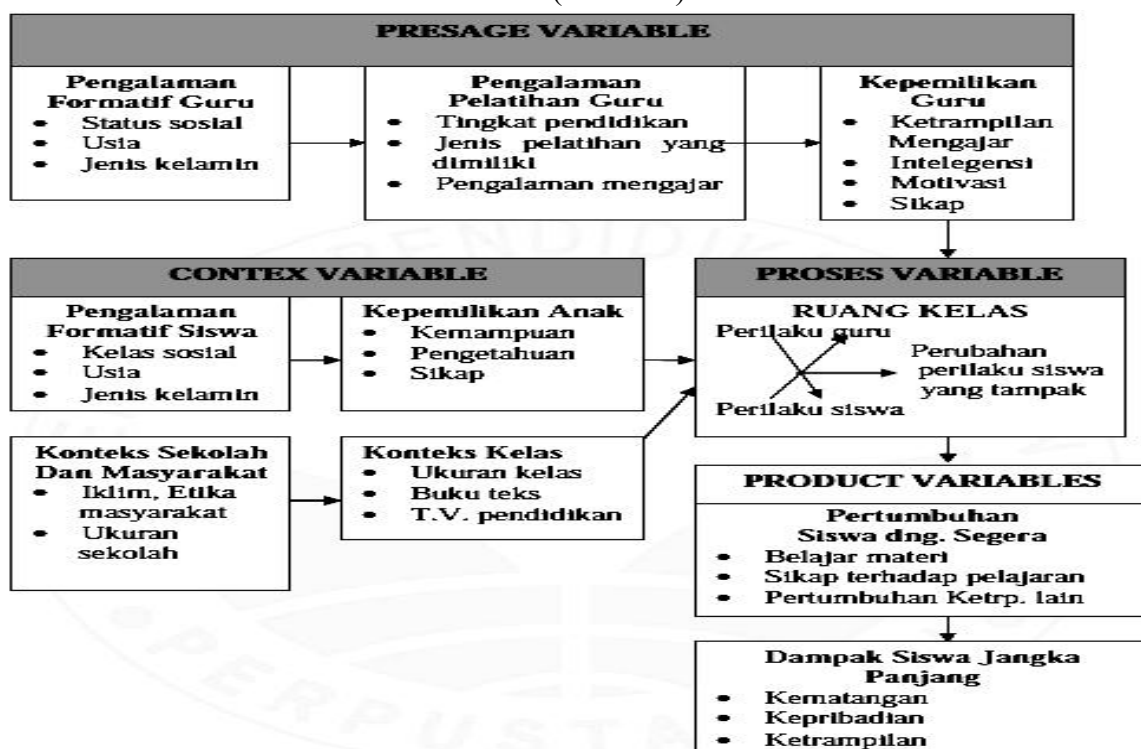 PRESAGE VARIABLE
Pengalaman
Formatif Guru
• Status sosial
• Usia
• Jenis kelamin
Pengalaman
Pelatihan Guru
• Tingkat pendidikan
• Jenis pelatihan yang
dimiliki
• Pengalaman mengajar
Kepemilikan
Guru
• Ketrampilan
Mengajar
• Intelegensi
• Motivasi
• Sikap
CONTEX VARIABLE
Pengalaman
Formatif Siswa
• Kelas sosial
• Usia
• Jenis kelamin
Kepemilikan Anak
• Kemampuan
• Pengetahuan
• Sikap
Konteks Sekolah
Dan Masyarakat
• Iklim, Etika
masyarakat
• Ukuran
sekolah
Konteks Kelas
• Ukuran kelas
• Buku teks
• T.V. pendidikan
PROSES VARIABLE
RUANG KELAS
Perilaku guru
Perubahan
perilaku siswa
yang tampak
Perilaku siswa
PRODUCT VARIABLES
Pertumbuhan
Siswa dng. Segera
• Belajar materi
• Sikap terhadap pelajaran
• Pertumbuhan Ketrp. lain
Dampak Siswa Jangka
Panjang
• Kematangan
• Kepribadian
• Ketrampilan